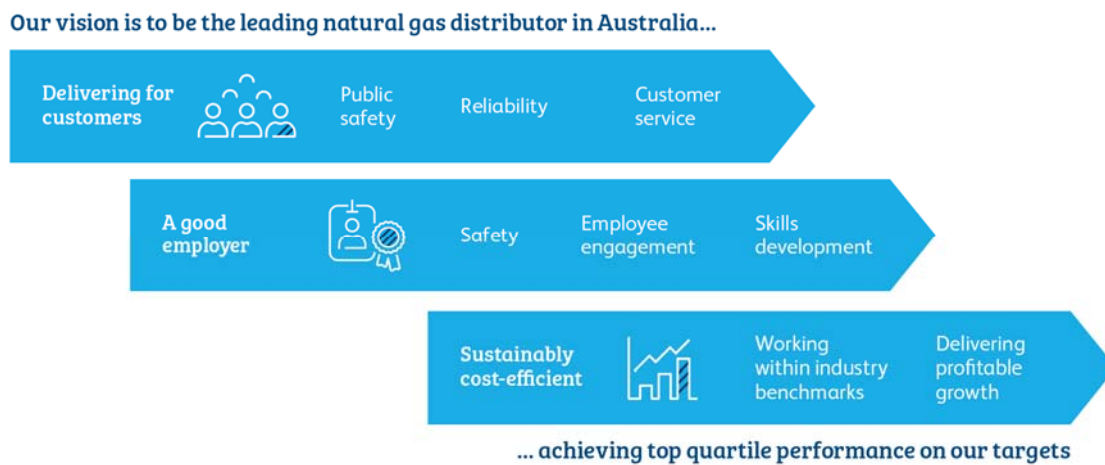 Our vision is to be the leading natural gas distributor in Australia...
Delivering for
customers
Public
safety
Reliability
Customer
service
A good
employer
Safety
Employee
engagement
Skills
development
Sustainably
cost-efficient
Working
within industry
benchmarks
Delivering
profitable
growth
... achieving top quartile performance on our targets